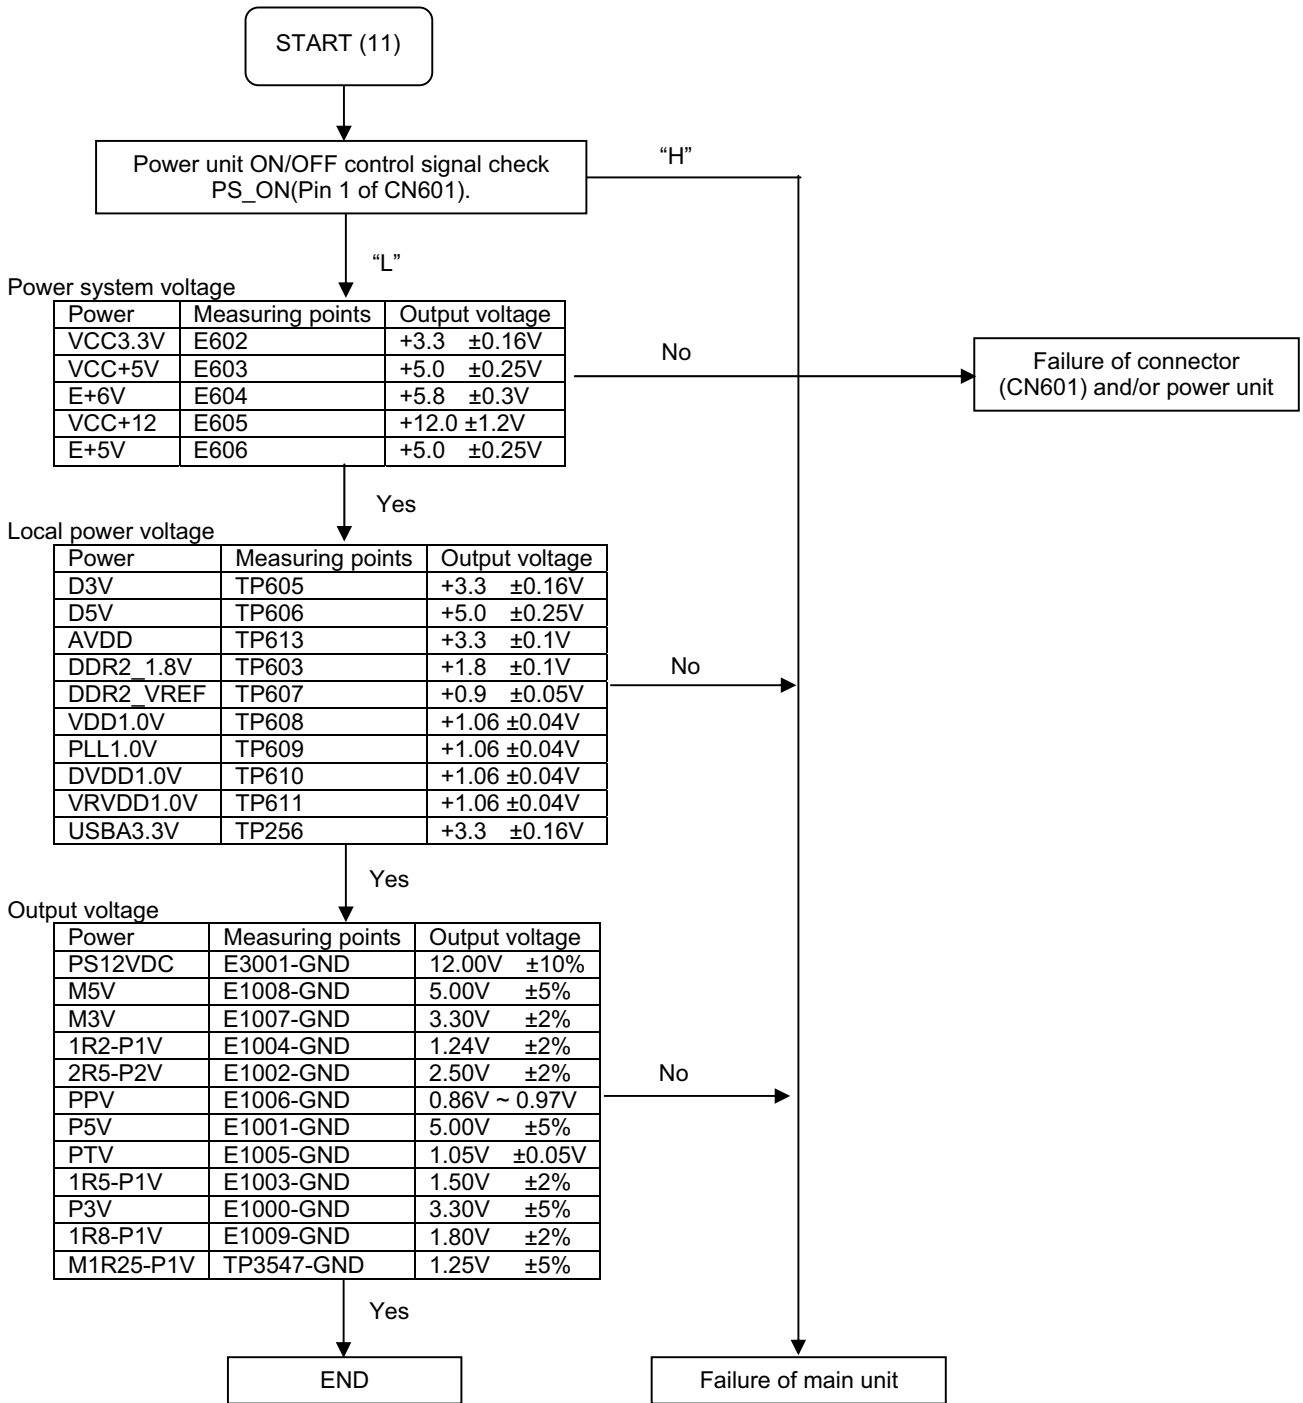 START (11)
Power unit ON/OFF control signal check
PS_ON(Pin 1 of CN601).
“H”
“L”
Power system voltage
Power Measuring points Output voltage
VCC3.3V E602 +3.3 ±0.16V
VCC+5V E603 +5.0 ±0.25V
E+6V E604 +5.8 ±0.3V
VCC+12 E605 +12.0 ±1.2V
E+5V E606 +5.0 ±0.25V
No
Failure of connector
(CN601) and/or power unit
Yes
Local power voltage
Power Measuring points Output voltage
D3V TP605 +3.3 ±0.16V
D5V TP606 +5.0 ±0.25V
AVDD TP613 +3.3 ±0.1V
DDR2_1.8V TP603 +1.8 ±0.1V
DDR2_VREF TP607 +0.9 ±0.05V
VDD1.0V TP608 +1.06 ±0.04V
PLL1.0V TP609 +1.06 ±0.04V
DVDD1.0V TP610 +1.06 ±0.04V
VRVDD1.0V TP611 +1.06 ±0.04V
USBA3.3V TP256 +3.3 ±0.16V
No
Yes
Output voltage
Power Measuring points Output voltage
PS12VDC E3001-GND 12.00V ±10%
M5V E1008-GND 5.00V ±5%
M3V E1007-GND 3.30V ±2%
1R2-P1V E1004-GND 1.24V ±2%
2R5-P2V E1002-GND 2.50V ±2%
PPV E1006-GND 0.86V ~ 0.97V
P5V E1001-GND 5.00V ±5%
PTV E1005-GND 1.05V ±0.05V
1R5-P1V E1003-GND 1.50V ±2%
P3V E1000-GND 3.30V ±5%
1R8-P1V E1009-GND 1.80V ±2%
M1R25-P1V TP3547-GND 1.25V ±5%
No
Yes
END
Failure of main unit